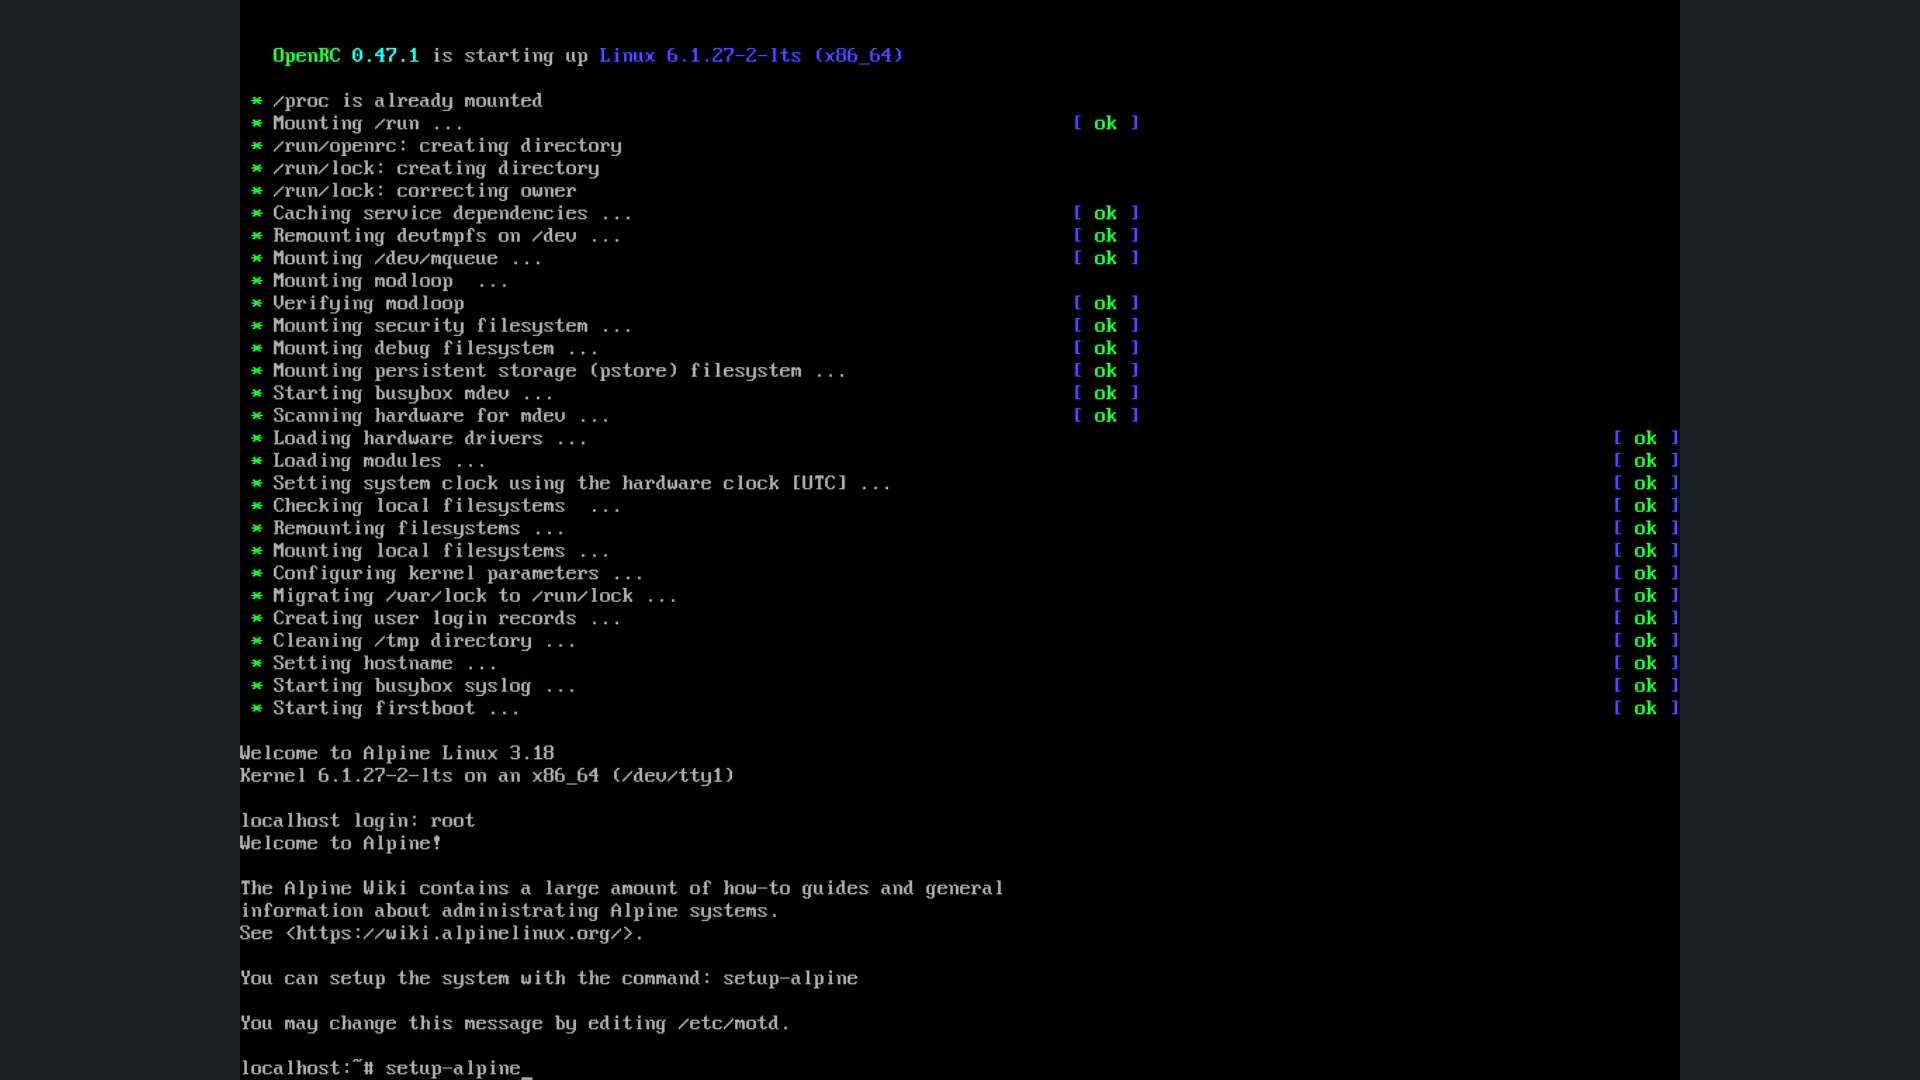 OpenRC 0.47.1 is starting up Linux 6.1.27-2-lts (x86_64)
* /proc is already mounted
* Mounting /run ... [ ok ]
* /run/openrc: creating directory
* /run/lock: creating directory
* /run/lock: correcting owner
* Caching service dependencies ... [ ok ]
* Remounting devtmpfs on /dev ... [ ok ]
* Mounting /dev/mqueue ... [ ok ]
* Mounting modloop  ...
* Verifying modloop [ ok ]
* Mounting security filesystem ... [ ok ]
* Mounting debug filesystem ... [ ok ]
* Mounting persistent storage (pstore) filesystem ... [ ok ]
* Starting busybox mdev ... [ ok ]
* Scanning hardware for mdev ... [ ok ]
* Loading hardware drivers ... [ ok ]
* Loading modules ... [ ok ]
* Setting system clock using the hardware clock [UTC] ... [ ok ]
* Checking local filesystems  ... [ ok ]
* Remounting filesystems ... [ ok ]
* Mounting local filesystems ... [ ok ]
* Configuring kernel parameters ... [ ok ]
* Migrating /var/lock to /run/lock ... [ ok ]
* Creating user login records ... [ ok ]
* Cleaning /tmp directory ... [ ok ]
* Setting hostname ... [ ok ]
* Starting busybox syslog ... [ ok ]
* Starting firstboot ... [ ok ]
Welcome to Alpine Linux 3.18
Kernel 6.1.27-2-lts on an x86_64 (/dev/tty1)
localhost login: root
Welcome to Alpine!
The Alpine Wiki contains a large amount of how-to guides and general
information about administrating Alpine systems.
See <https://wiki.alpinelinux.org/>.
You can setup the system with the command: setup-alpine
You may change this message by editing /etc/motd.
localhost:~# setup-alpine_